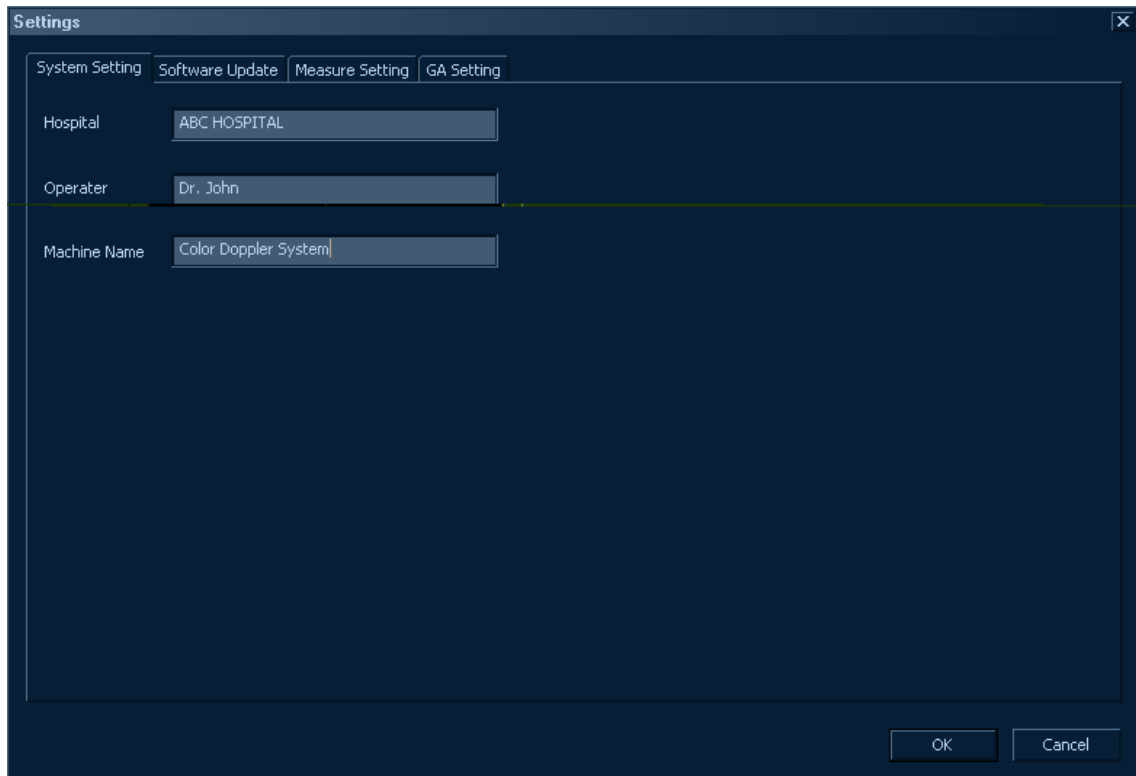 Settings
System Setting Software Update Measure Setting GA Setting
Hospital ABC HOSPITAL
Operater Dr. John
Machine Name Color Doppler System
OK Cancel